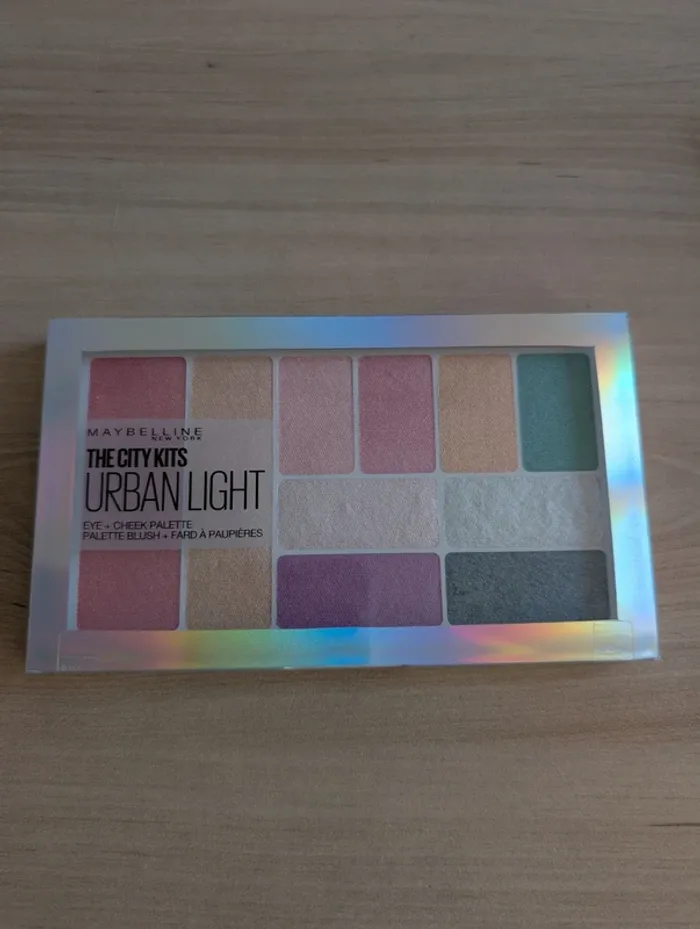 MAYBELLINE
NEW YORK
THE CITY KITS
URBAN LIGHT
EYE + CHEEK PALETTE
PALETTE BLUSH + FARD À PAUPIÈRES